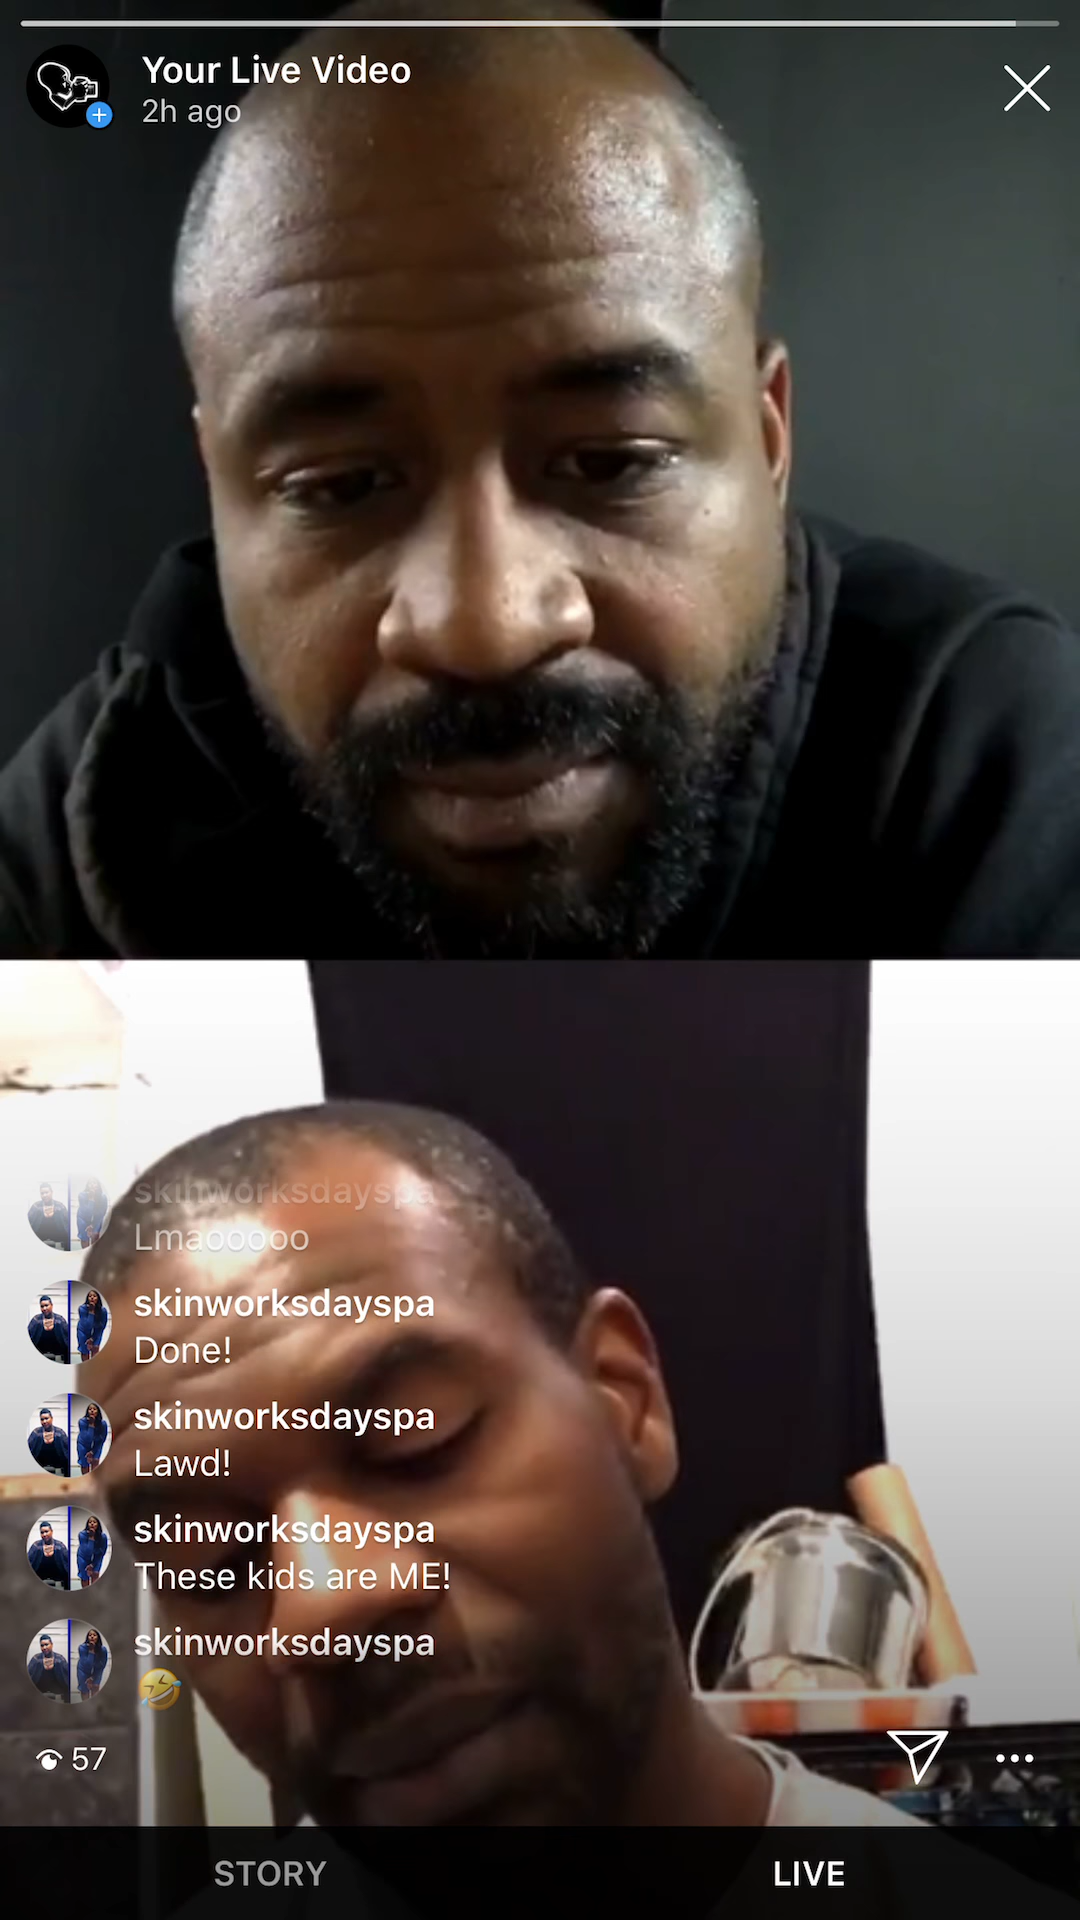 Your Live Video
2h ago
skinworksdayspa
Lmaooooo
skinworksdayspa
Done!
skinworksdayspa
Lawd!
skinworksdayspa
These kids are ME!
skinworksdayspa
🤣
57
STORY
LIVE